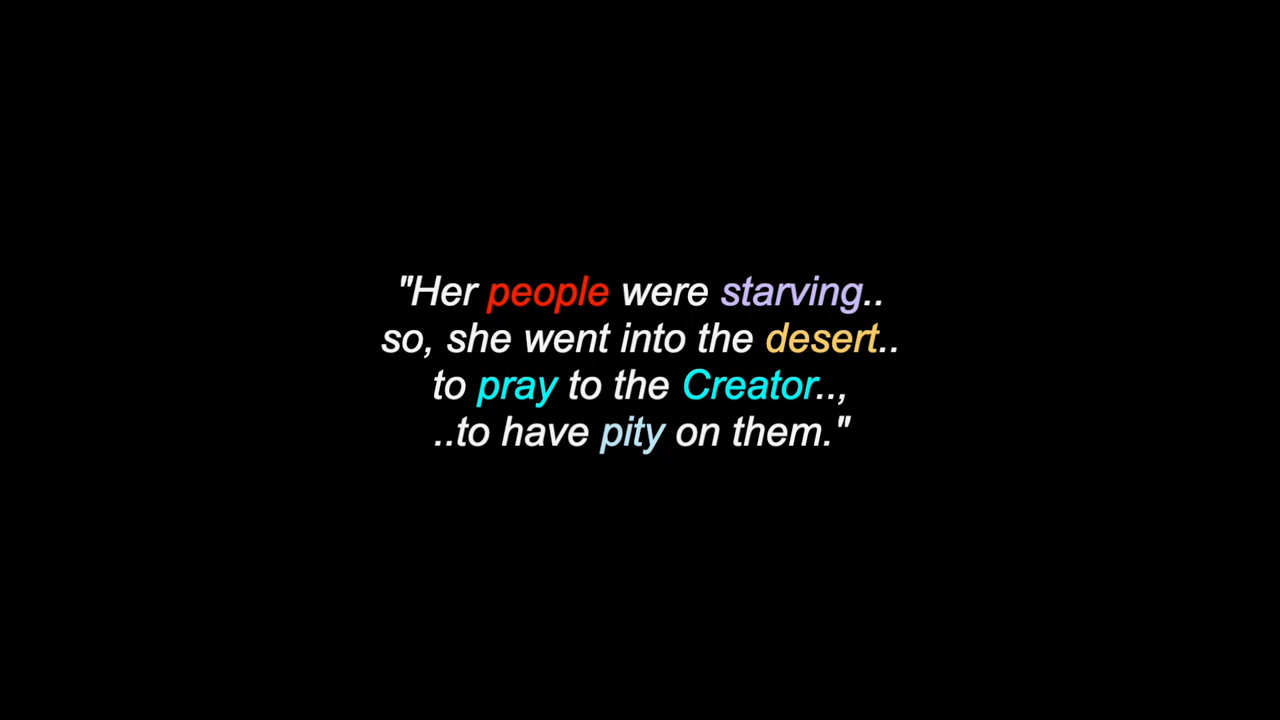 "Her people were starving..
so, she went into the desert..
to pray to the Creator..,
..to have pity on them."